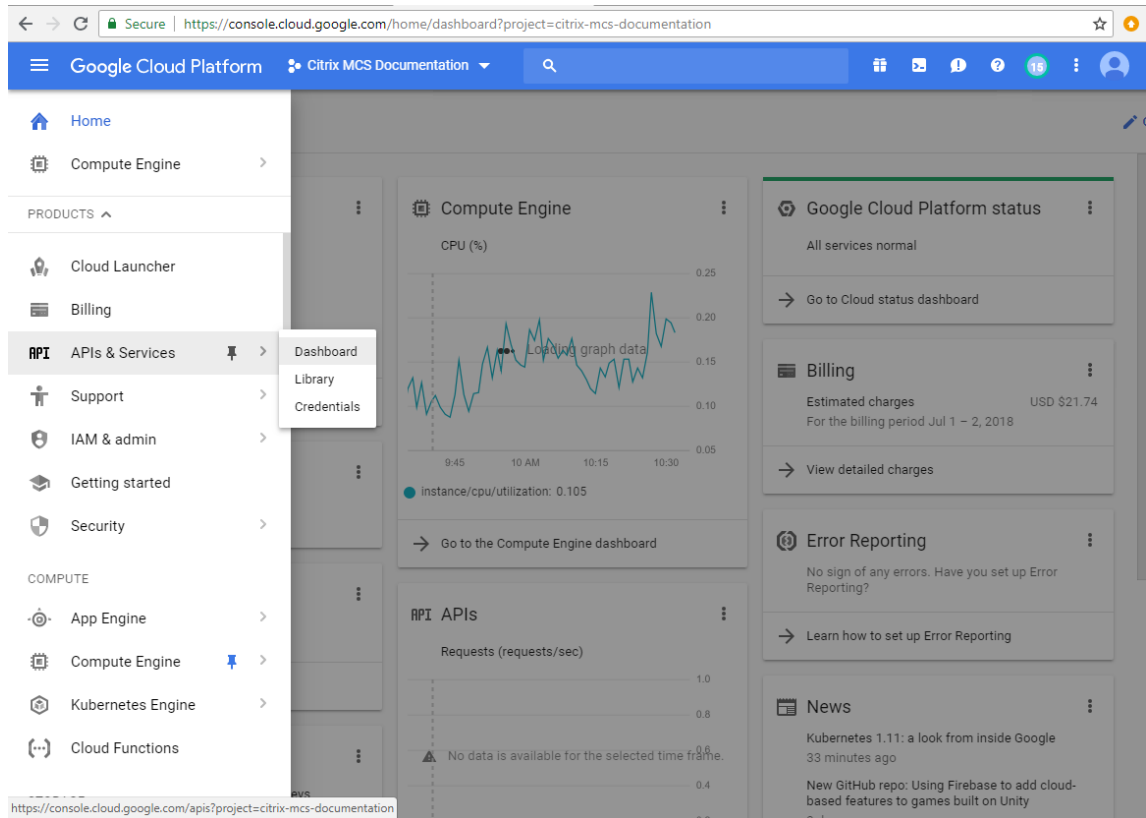 Secure | https://console.cloud.google.com/home/dashboard?project=citrix-mcs-documentation
Google Cloud Platform
Citrix MCS Documentation
15
Home
Compute Engine
PRODUCTS
Cloud Launcher
Billing
API APIs & Services
Support
IAM & admin
Getting started
Security
COMPUTE
App Engine
Compute Engine
Kubernetes Engine
Cloud Functions
https://console.cloud.google.com/apis?project=citrix-mcs-documentation
Dashboard
Library
Credentials
Compute Engine
CPU (%)
0.25
0.20
Loading graph data
0.15
0.10
0.05
9:45 10 AM 10:15 10:30
instance/cpu/utilization: 0.105
Go to the Compute Engine dashboard
API APIs
Requests (requests/sec)
1.0
0.8
0.6
No data is available for the selected time frame.
0.4
Google Cloud Platform status
All services normal
Go to Cloud status dashboard
Billing
Estimated charges USD $21.74
For the billing period Jul 1 – 2, 2018
View detailed charges
Error Reporting
No sign of any errors. Have you set up Error
Reporting?
Learn how to set up Error Reporting
News
Kubernetes 1.11: a look from inside Google
33 minutes ago
New GitHub repo: Using Firebase to add cloud-
based features to games built on Unity